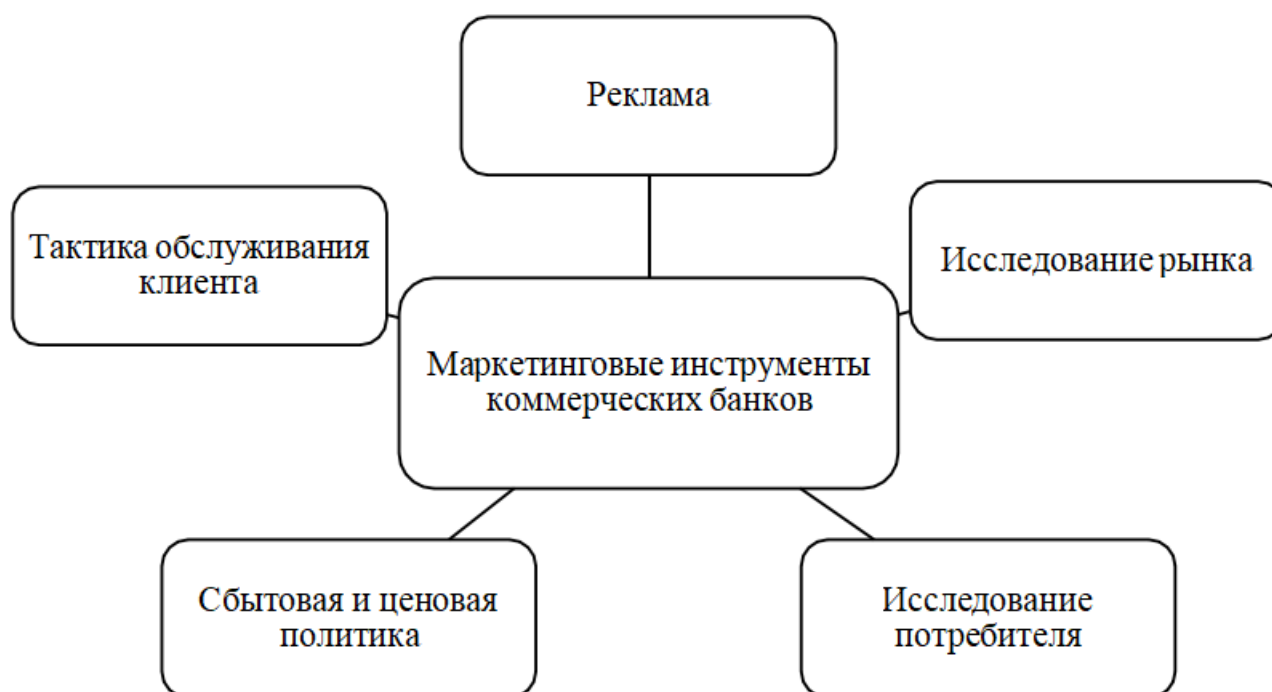 Реклама
Тактика обслуживания
клиента
Исследование рынка
Маркетинговые инструменты
коммерческих банков
Сбытовая и ценовая
политика
Исследование
потребителя